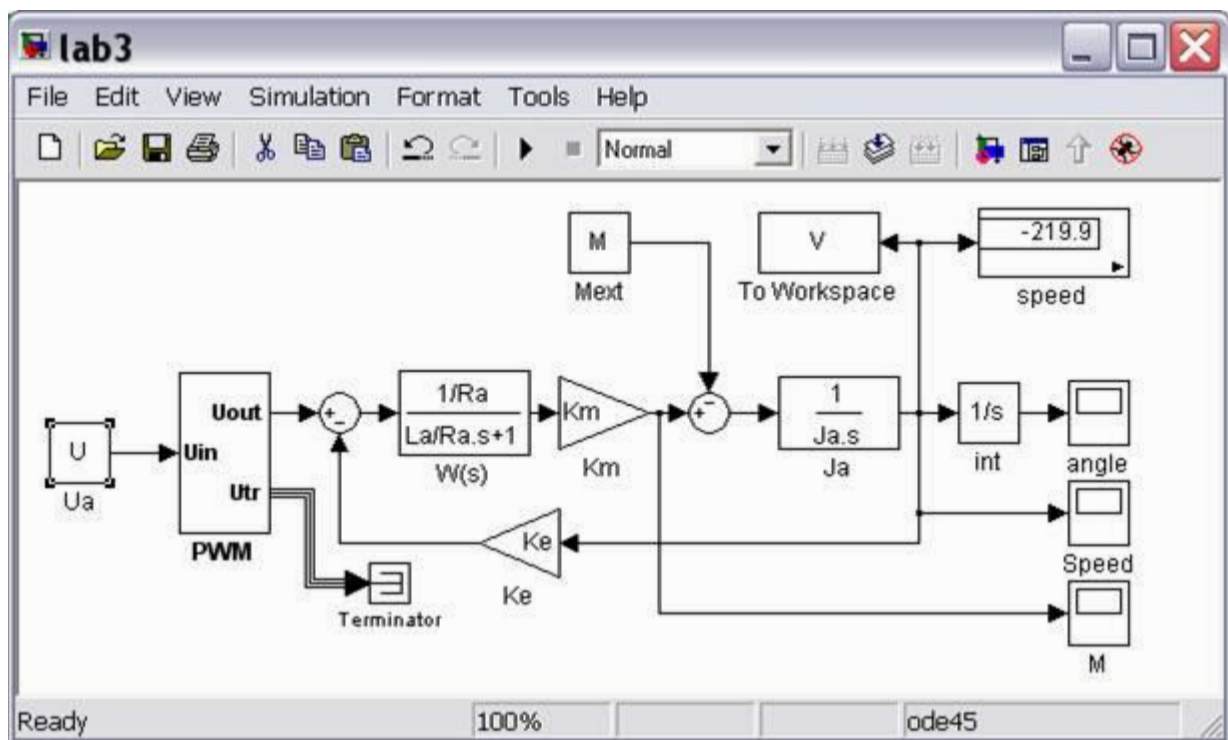 lab3
File Edit View Simulation Format Tools Help
Normal
M
Mext
V
To Workspace
-219.9
speed
U
Ua
Uout
Uin
Utr
PWM
Terminator
+
-
1/Ra
La/Ra.s+1
W(s)
Km
Km
-
+
1
Ja.s
Ja
1/s
int
angle
Ke
Ke
Speed
M
Ready 100% ode45